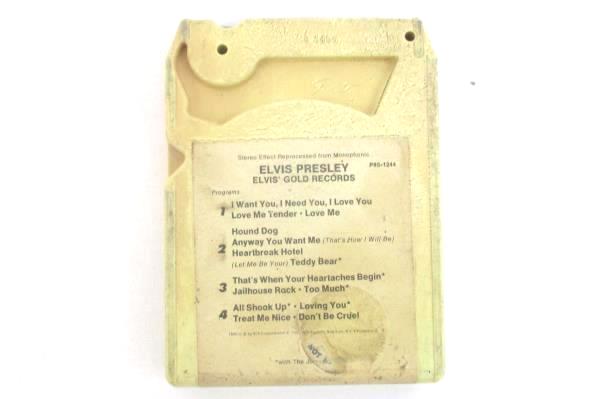 Stereo Effect Reprocessed from Monophonic
ELVIS PRESLEY P8S-1244
ELVIS' GOLD RECORDS
Programs
1 I Want You, I Need You, I Love You
Love Me Tender • Love Me
2 Hound Dog
Anyway You Want Me (That's How I Will Be)
Heartbreak Hotel
(Let Me Be Your) Teddy Bear*
3 That's When Your Heartaches Begin*
Jailhouse Rock • Too Much*
4 All Shook Up* • Loving You*
Treat Me Nice • Don't Be Cruel
NOT
*with The